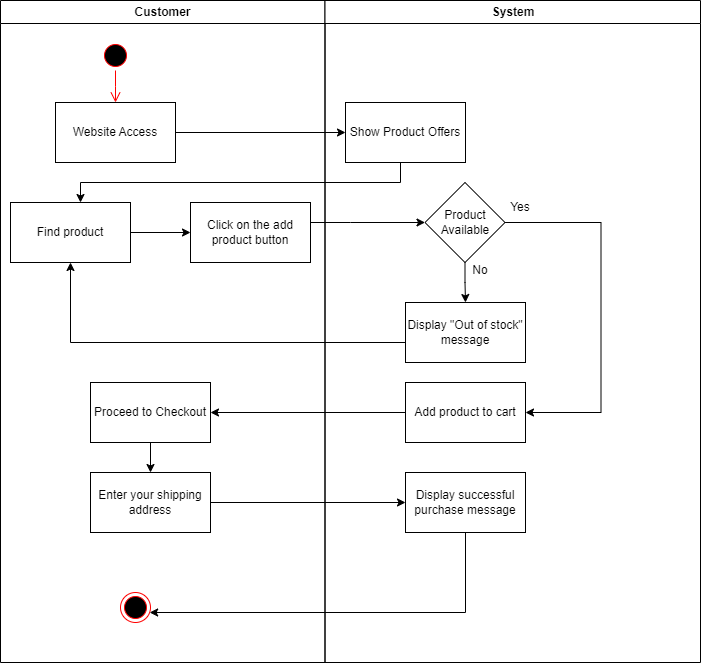 Customer
System
Website Access
Show Product Offers
Find product
Click on the add
product button
Product
Available
Yes
No
Display "Out of stock"
message
Proceed to Checkout
Add product to cart
Enter your shipping
address
Display successful
purchase message